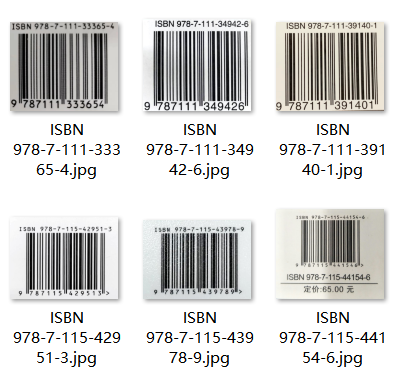 ISBN 978-7-111-33365-4
9 787111 333654
ISBN
978-7-111-333
65-4.jpg
ISBN 978-7-111-34942-6
9 787111 349426
ISBN
978-7-111-349
42-6.jpg
ISBN 978-7-111-39140-1
9 787111 391401
ISBN
978-7-111-391
40-1.jpg
ISBN 978-7-115-42951-3
9 787115 429513>
ISBN
978-7-115-429
51-3.jpg
ISBN 978-7-115-43978-9
9 787115 439789>
ISBN
978-7-115-439
78-9.jpg
ISBN 978-7-115-44154-6
9 787115 441546>
ISBN 978-7-115-44154-6
定价:65.00 元
ISBN
978-7-115-441
54-6.jpg